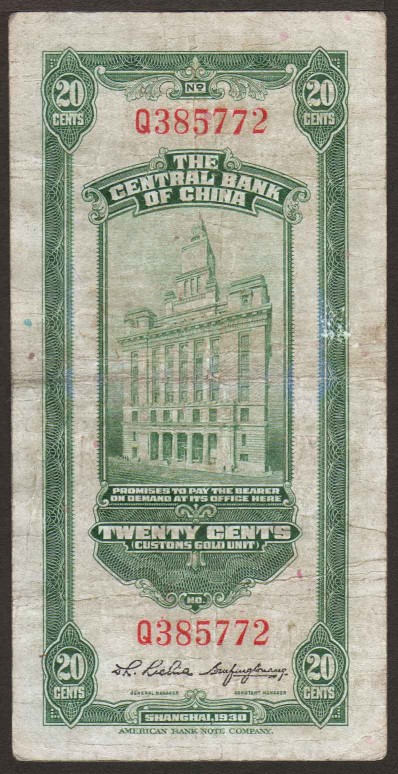 20 CENTS
20 CENTS
Nº
Q385772
THE
CENTRAL BANK
OF CHINA
PROMISES TO PAY THE BEARER
ON DEMAND AT ITS OFFICE HERE
TWENTY CENTS
(CUSTOMS GOLD UNIT)
NO.
Q385772
20 CENTS
20 CENTS
GENERAL MANAGER
ASSISTANT MANAGER
SHANGHAI, 1930
AMERICAN BANK NOTE COMPANY.